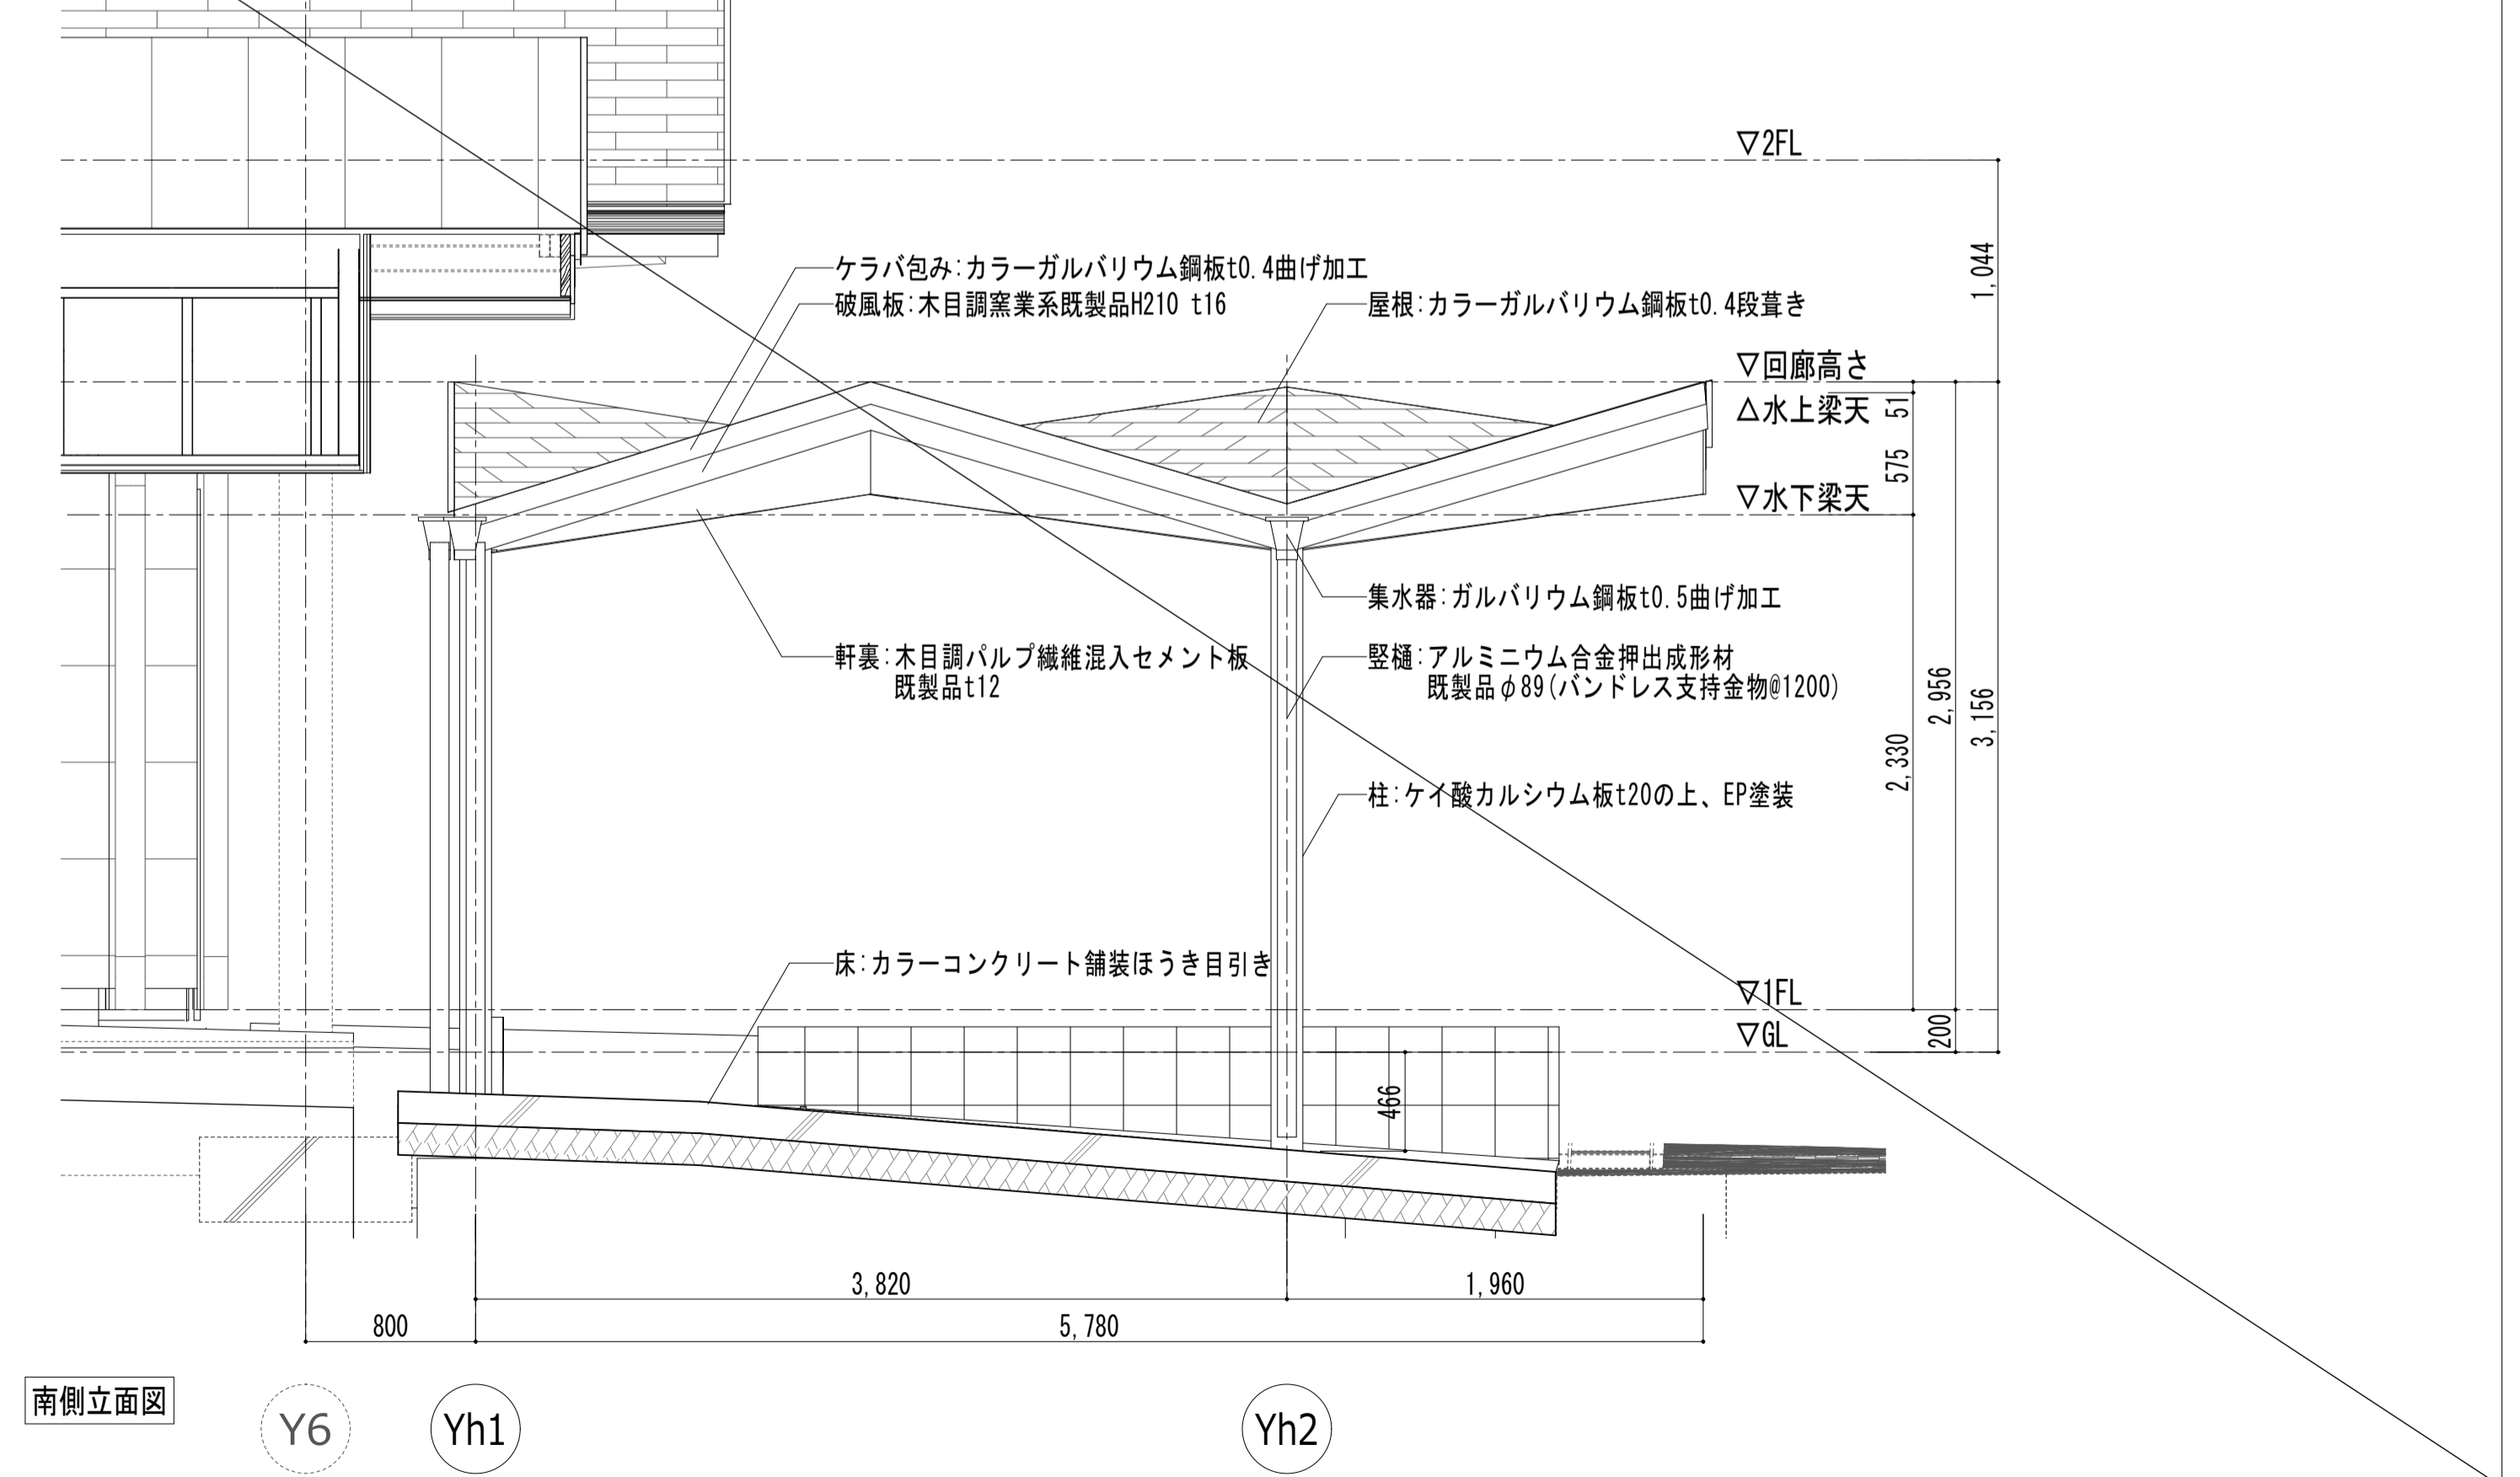 ▽2FL
1,044
ケラバ包み:カラーガルバリウム鋼板t0.4曲げ加工
破風板:木目調窯業系既製品H210 t16
屋根:カラーガルバリウム鋼板t0.4段葺き
▽回廊高さ
△水上梁天
51
575
▽水下梁天
集水器:ガルバリウム鋼板t0.5曲げ加工
軒裏:木目調パルプ繊維混入セメント板
既製品t12
竪樋:アルミニウム合金押出成形材
既製品φ89(バンドレス支持金物@1200)
2,330
2,956
3,156
柱:ケイ酸カルシウム板t20の上、EP塗装
床:カラーコンクリート舗装ほうき目引き
▽1FL
▽GL
200
466
3,820
1,960
800
5,780
南側立面図
Y6
Yh1
Yh2